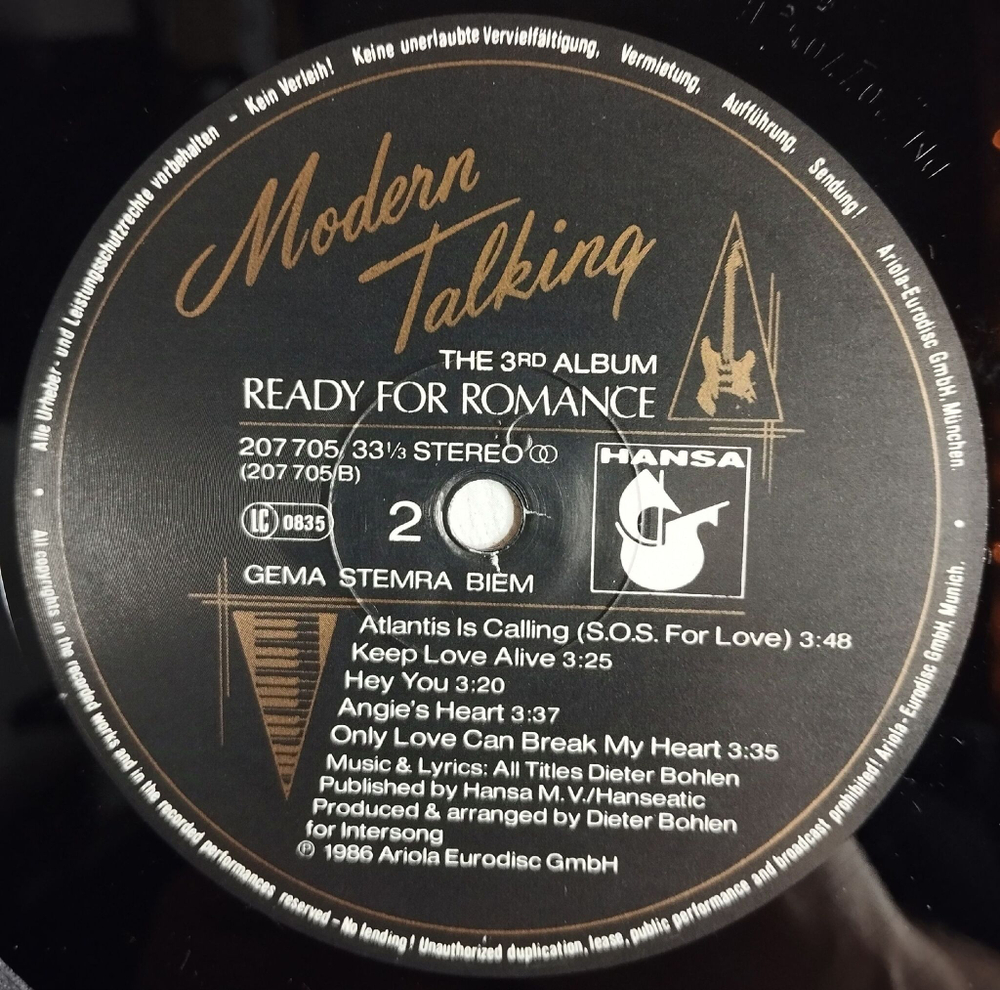 Alle Urheber- und Leistungsschutzrechte vorbehalten - Kein Verleih! Keine unerlaubte Vervielfältigung, Vermietung, Aufführung, Sendung! Ariola-Eurodisc GmbH, München.
Modern
Talking
THE 3RD ALBUM
READY FOR ROMANCE
207 705/ 33 1/3 STEREO
(207 705/B)
HANSA
LC 0835
2
GEMA STEMRA BIEM
Atlantis Is Calling (S.O.S. For Love) 3:48
Keep Love Alive 3:25
Hey You 3:20
Angie's Heart 3:37
Only Love Can Break My Heart 3:35
Music & Lyrics: All Titles Dieter Bohlen
Published by Hansa M.V./Hanseatic
Produced & arranged by Dieter Bohlen
for Intersong
℗ 1986 Ariola Eurodisc GmbH
All copyrights in the recorded works and in the recorded performances reserved – No lending! Unauthorized duplication, lease, public performance and broadcast prohibited! Ariola-Eurodisc GmbH, Munich.